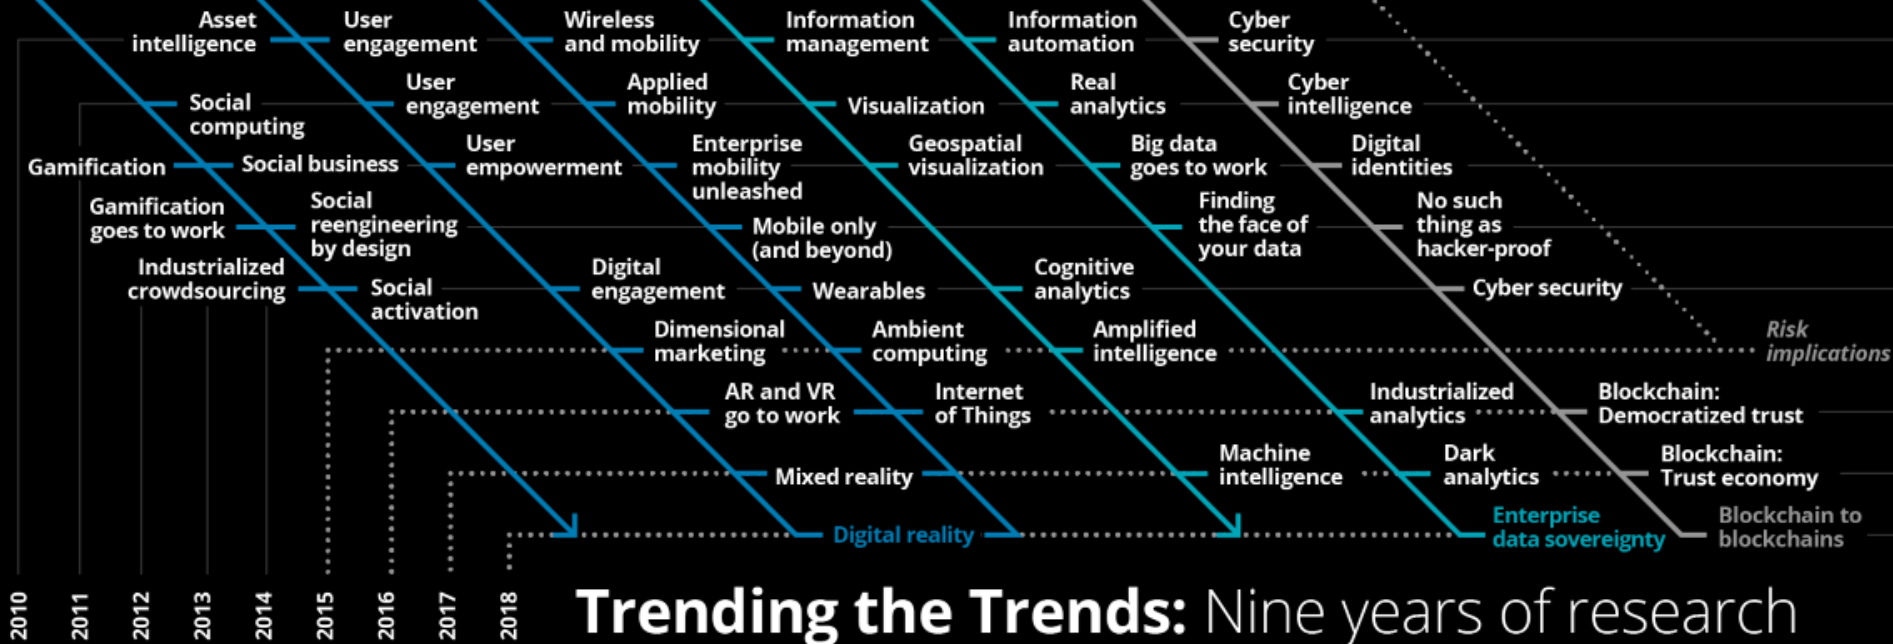 Asset
intelligence
User
engagement
Wireless
and mobility
Information
management
Information
automation
Cyber
security
Social
computing
User
engagement
Applied
mobility
Visualization
Real
analytics
Cyber
intelligence
Gamification
Social business
User
empowerment
Enterprise
mobility
unleashed
Geospatial
visualization
Big data
goes to work
Digital
identities
Gamification
goes to work
Social
reengineering
by design
Mobile only
(and beyond)
Finding
the face of
your data
No such
thing as
hacker-proof
Industrialized
crowdsourcing
Social
activation
Digital
engagement
Wearables
Cognitive
analytics
Cyber security
Dimensional
marketing
Ambient
computing
Amplified
intelligence
Risk
implications
AR and VR
go to work
Internet
of Things
Industrialized
analytics
Blockchain:
Democratized trust
Mixed reality
Machine
intelligence
Dark
analytics
Blockchain:
Trust economy
Digital reality
Enterprise
data sovereignty
Blockchain to
blockchains
2010
2011
2012
2013
2014
2015
2016
2017
2018
Trending the Trends: Nine years of research